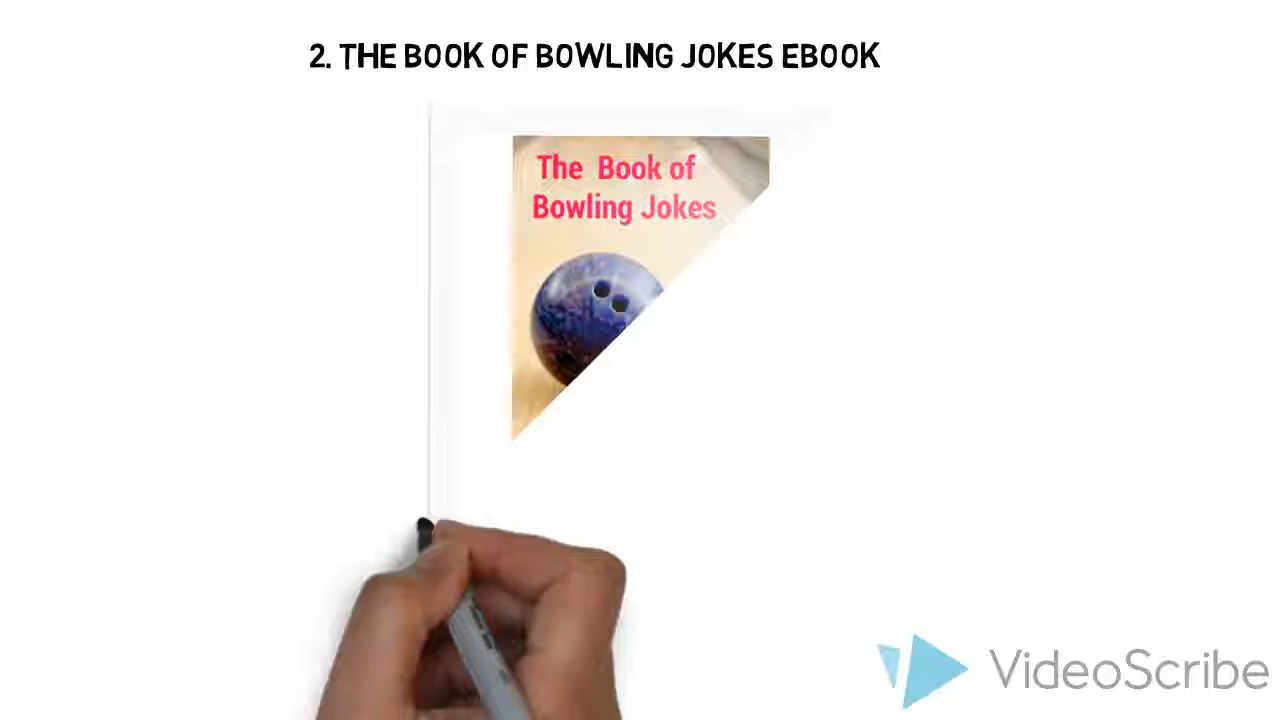 2. THE BOOK OF BOWLING JOKES EBOOK
The Book of
Bowling Jokes
VideoScribe